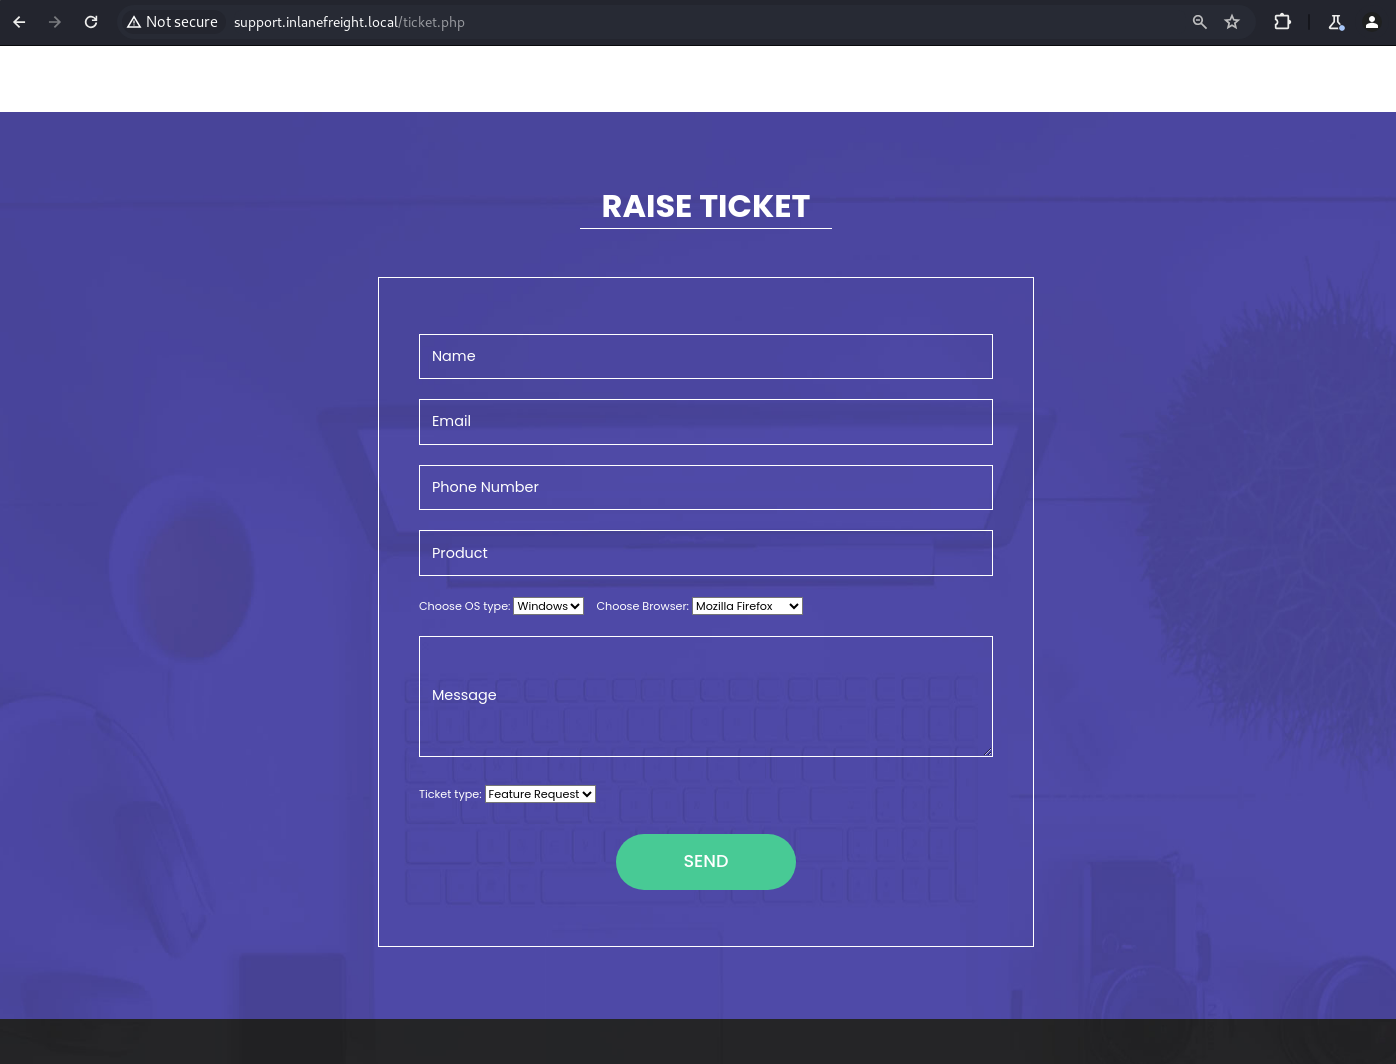 Not secure support.inlanefreight.local/ticket.php
RAISE TICKET
Name
Email
Phone Number
Product
Choose OS type: Windows Choose Browser: Mozilla Firefox
Message
Ticket type: Feature Request
SEND